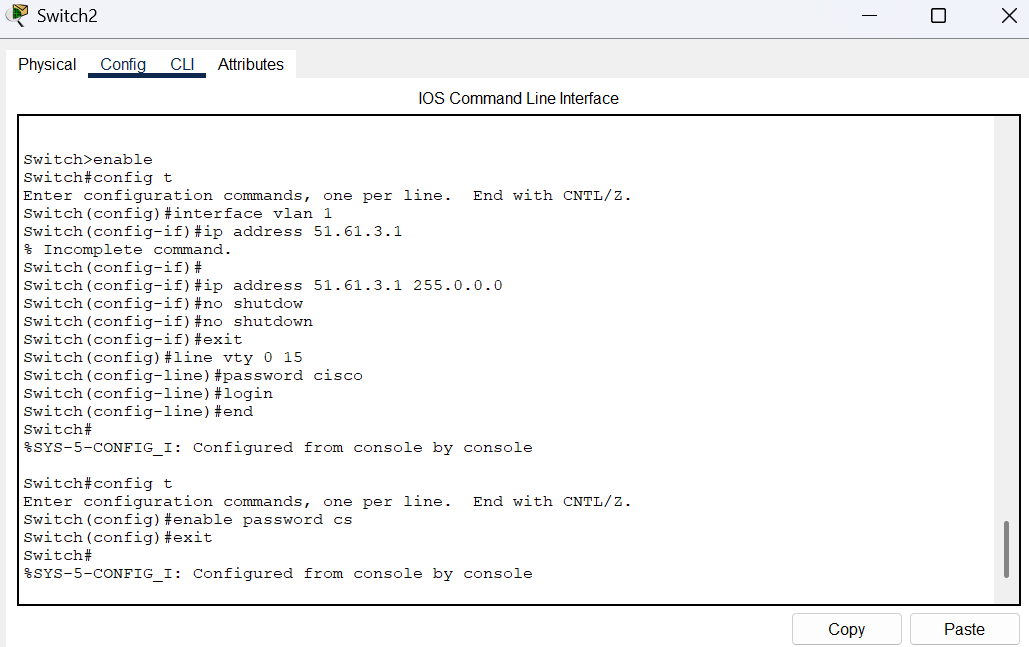 Switch2
Physical Config CLI Attributes
IOS Command Line Interface
Switch>enable
Switch#config t
Enter configuration commands, one per line.  End with CNTL/Z.
Switch(config)#interface vlan 1
Switch(config-if)#ip address 51.61.3.1
% Incomplete command.
Switch(config-if)#
Switch(config-if)#ip address 51.61.3.1 255.0.0.0
Switch(config-if)#no shutdow
Switch(config-if)#no shutdown
Switch(config-if)#exit
Switch(config)#line vty 0 15
Switch(config-line)#password cisco
Switch(config-line)#login
Switch(config-line)#end
Switch#
%SYS-5-CONFIG_I: Configured from console by console
Switch#config t
Enter configuration commands, one per line.  End with CNTL/Z.
Switch(config)#enable password cs
Switch(config)#exit
Switch#
%SYS-5-CONFIG_I: Configured from console by console
Copy Paste